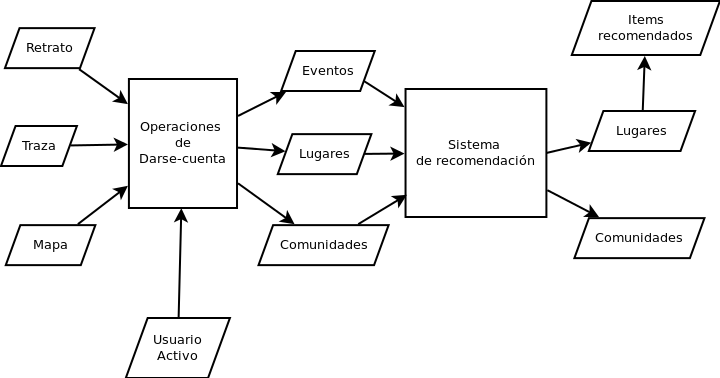 Retrato
Traza
Mapa
Operaciones
de
Darse-cuenta
Usuario
Activo
Eventos
Lugares
Comunidades
Sistema
de recomendación
Items
recomendados
Lugares
Comunidades